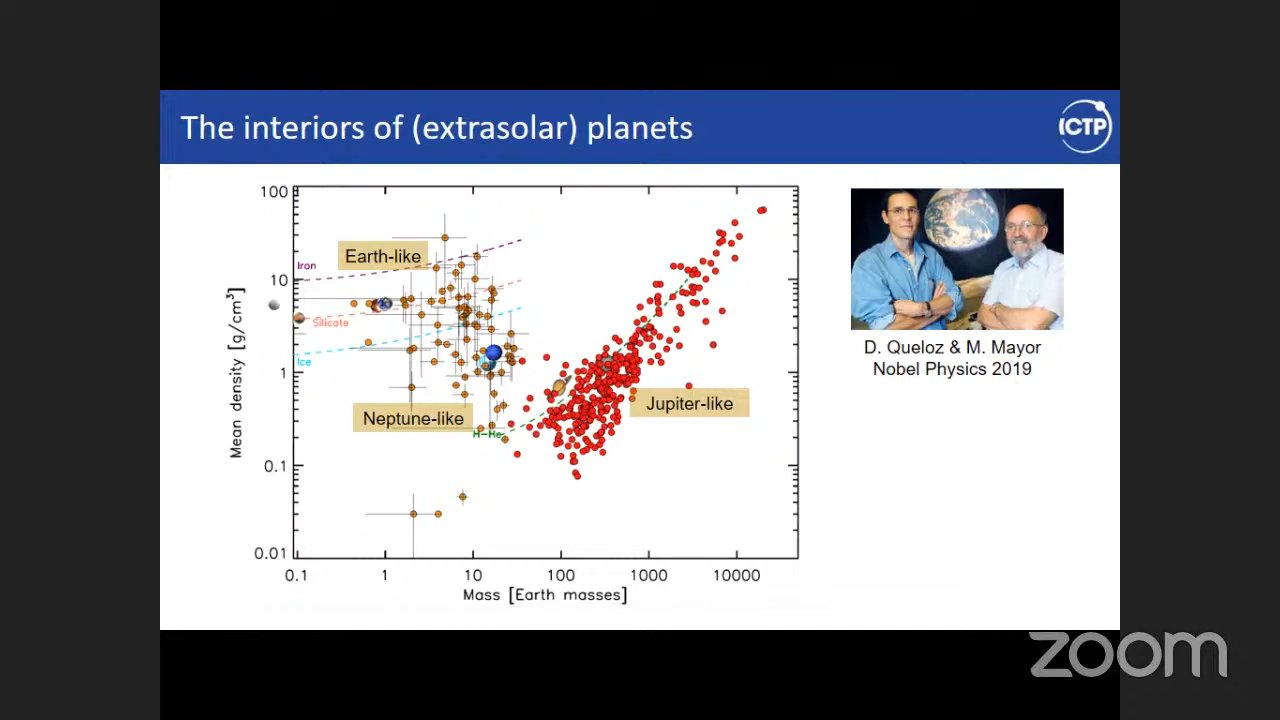 The interiors of (extrasolar) planets
ICTP
100
10
1
0.1
0.01
Mean density [g/cm³]
Iron
Silicate
Ice
H-He
Earth-like
Neptune-like
Jupiter-like
0.1 1 10 100 1000 10000
Mass [Earth masses]
D. Queloz & M. Mayor
Nobel Physics 2019
zoom